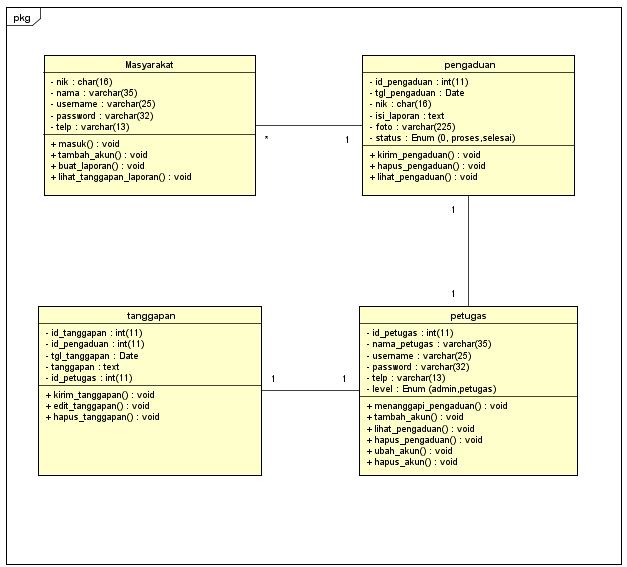 pkg
Masyarakat
- nik : char(16)
- nama : varchar(35)
- username : varchar(25)
- password : varchar(32)
- telp : varchar(13)
+ masuk() : void
+ tambah_akun() : void
+ buat_laporan() : void
+ lihat_tanggapan_laporan() : void
* 1
pengaduan
- id_pengaduan : int(11)
- tgl_pengaduan : Date
- nik : char(16)
- isi_laporan : text
- foto : varchar(225)
- status : Enum (0, proses,selesai)
+ kirim_pengaduan() : void
+ hapus_pengaduan() : void
+ lihat_pengaduan() : void
1
1
tanggapan
- id_tanggapan : int(11)
- id_pengaduan : int(11)
- tgl_tanggapan : Date
- tanggapan : text
- id_petugas : int(11)
+ kirim_tanggapan() : void
+ edit_tanggapan() : void
+ hapus_tanggapan() : void
1 1
petugas
- id_petugas : int(11)
- nama_petugas : varchar(35)
- username : varchar(25)
- password : varchar(32)
- telp : varchar(13)
- level : Enum (admin,petugas)
+ menanggapi_pengaduan() : void
+ tambah_akun() : void
+ lihat_pengaduan() : void
+ hapus_pengaduan() : void
+ ubah_akun() : void
+ hapus_akun() : void